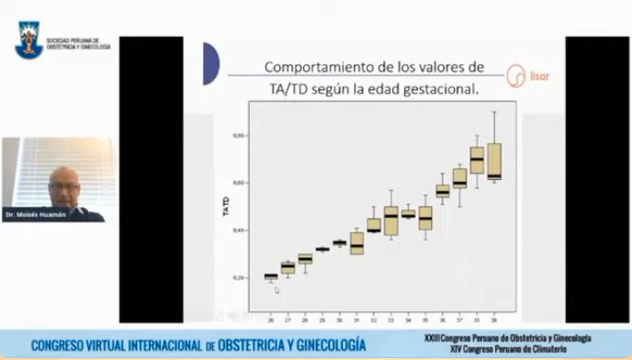 SOCIEDAD PERUANA DE
OBSTETRICIA Y GINECOLOGÍA
Comportamiento de los valores de
TA/TD según la edad gestacional.
ilsar
0,80
0,60
0,40
0,20
TATD
26 27 28 29 30 31 32 33 34 35 36 37 38 39
Dr. Moisés Huamán
CONGRESO VIRTUAL INTERNACIONAL DE OBSTETRICIA Y GINECOLOGÍA
XXIII Congreso Peruano de Obstetricia y Ginecología
XIV Congreso Peruano de Climaterio